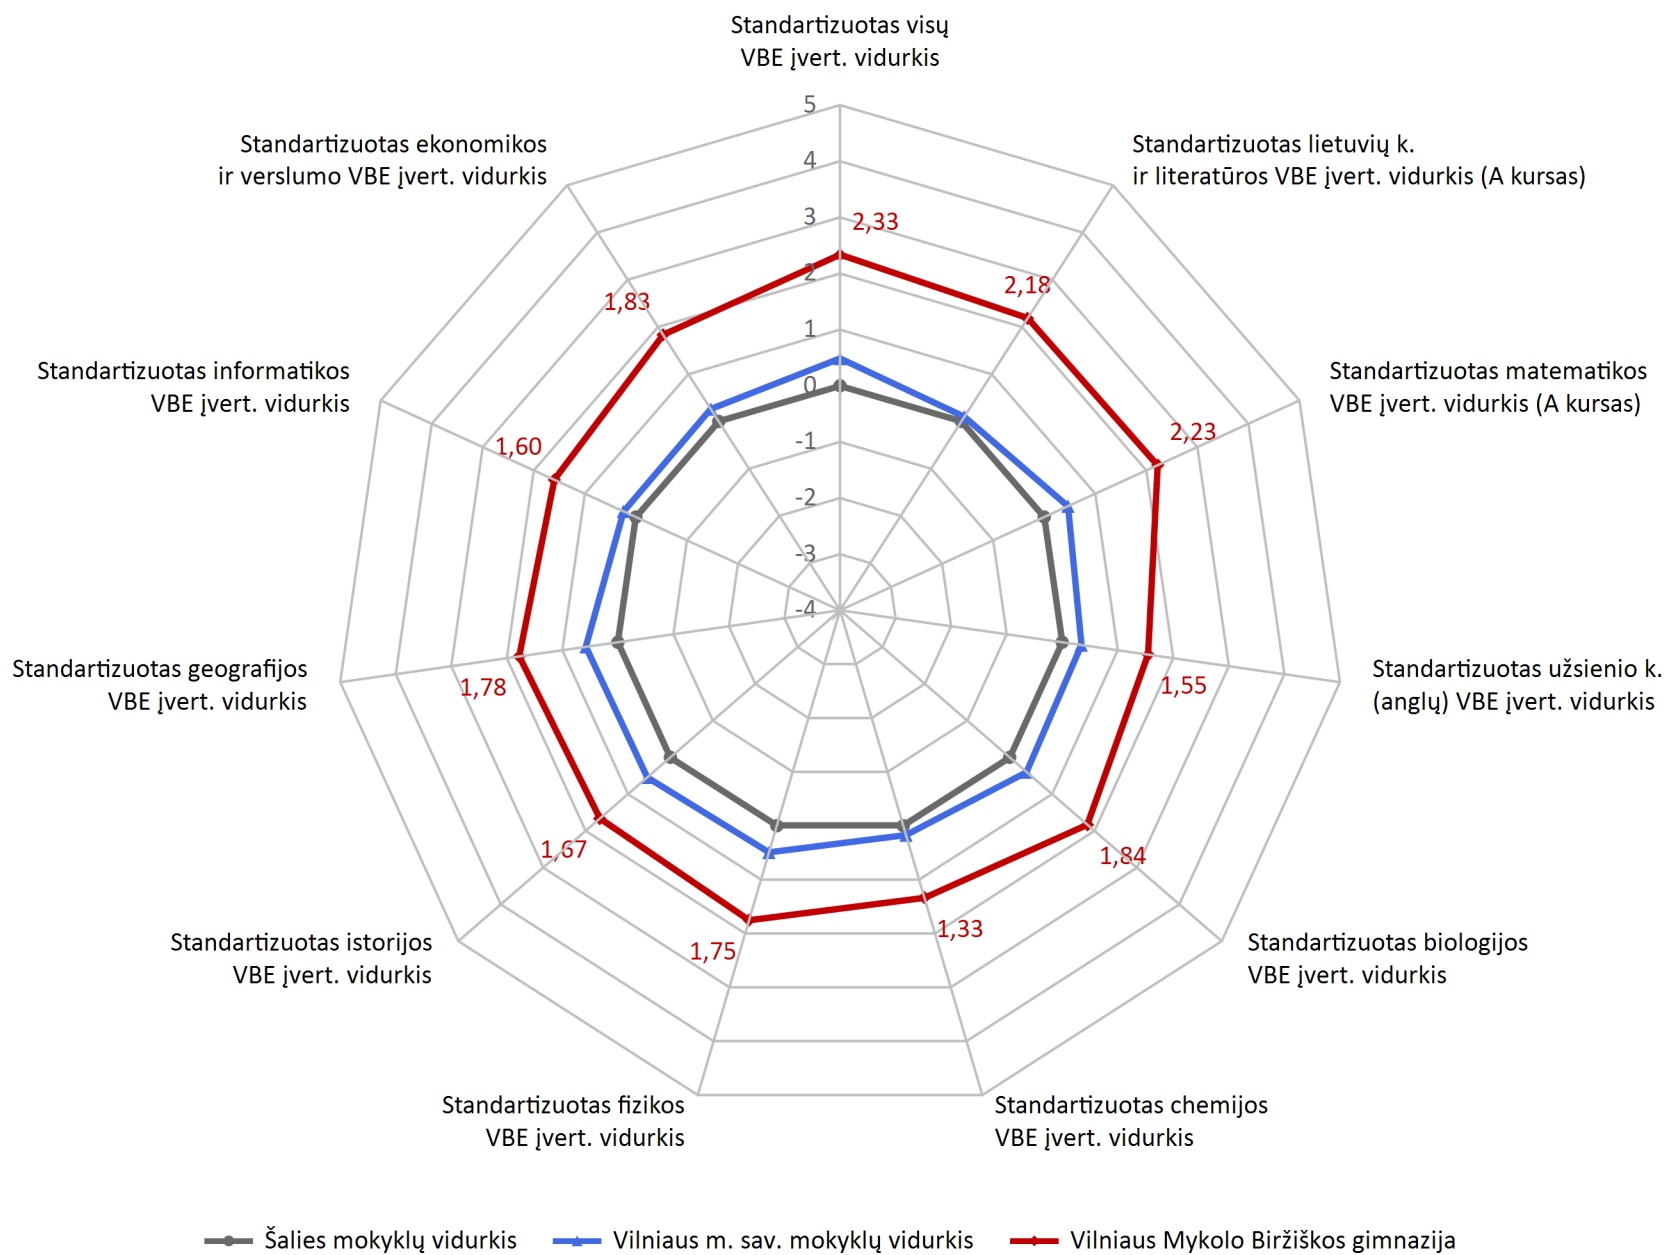 Standartizuotas visų
VBE įvert. vidurkis
Standartizuotas ekonomikos
ir verslumo VBE įvert. vidurkis
Standartizuotas lietuvių k.
ir literatūros VBE įvert. vidurkis (A kursas)
Standartizuotas informatikos
VBE įvert. vidurkis
Standartizuotas matematikos
VBE įvert. vidurkis (A kursas)
Standartizuotas geografijos
VBE įvert. vidurkis
Standartizuotas užsienio k.
(anglų) VBE įvert. vidurkis
Standartizuotas istorijos
VBE įvert. vidurkis
Standartizuotas biologijos
VBE įvert. vidurkis
Standartizuotas fizikos
VBE įvert. vidurkis
Standartizuotas chemijos
VBE įvert. vidurkis
5
4
3
2
1
0
-1
-2
-3
-4
2,33
2,18
2,23
1,55
1,84
1,33
1,75
1,67
1,78
1,60
1,83
Šalies mokyklų vidurkis
Vilniaus m. sav. mokyklų vidurkis
Vilniaus Mykolo Biržiškos gimnazija